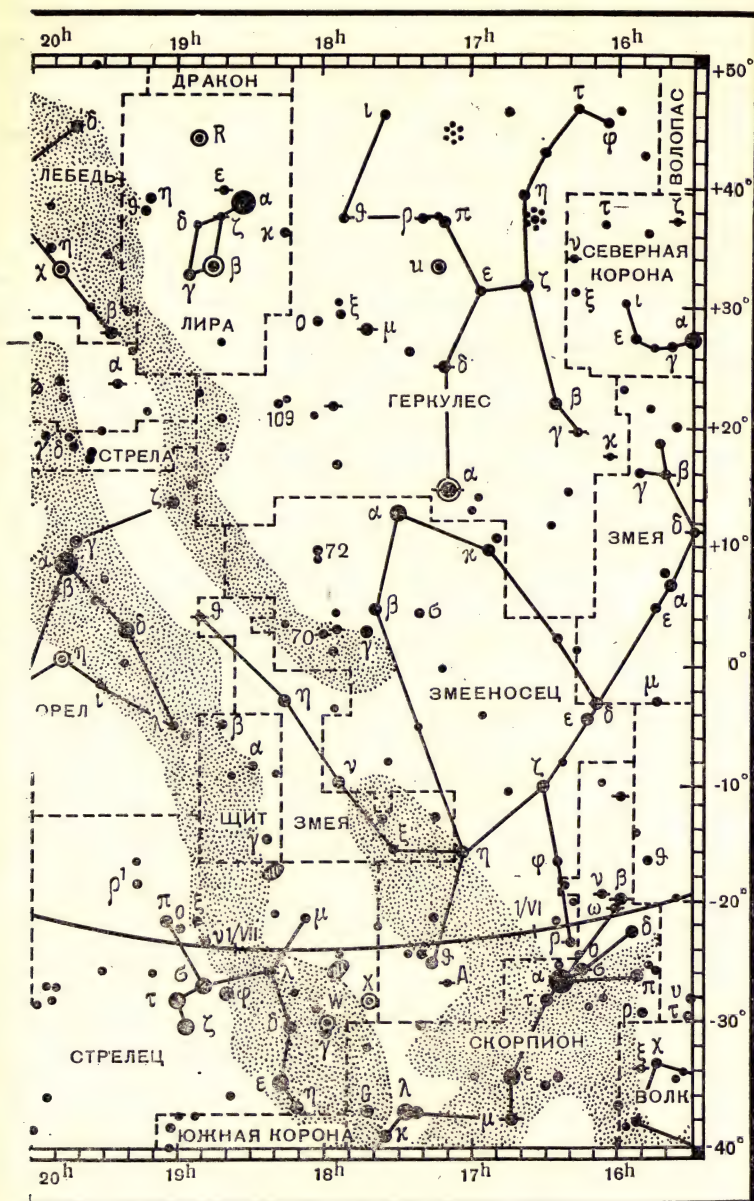 20h 19h 18h 17h 16h
+50°
ДРАКОН
ι τ
φ
δ R
ВОЛОПАС
ЛЕБЕДЬ
ε α η
+40°
η ϑ
τ ζ
δ ζ κ ϑ ρ π
ν СЕВЕРНАЯ
КОРОНА
η χ β u
γ ε ζ ξ
+30°
ЛИРА
ξ ι
ο μ α
β ε γ
δ
α
ГЕРКУЛЕС
109 β
γ
+20°
γ δ
СТРЕЛА κ
γ β
α
ζ
ЗМЕЯ
α δ
γ κ
+10°
α 72
β α
ϑ β σ ε
δ 70 γ
η
0°
ЗМЕЕНОСЕЦ μ
ι η δ
ОРЕЛ ε
λ β
α ν ζ
-10°
ЩИТ ЗМЕЯ
γ ξ η
φ ϑ
ρ¹
π ν β
-20°
ο ξ μ ω
ν 1/VII 1/VI δ
ρ ο
σ λ ϑ А α σ
π
τ φ X τ
υ
ζ W ρ
δ γ
-30°
СКОРПИОН
СТРЕЛЕЦ ξ χ
ε ε
η G λ ВОЛК
μ
ЮЖНАЯ КОРОНА κ
-40°
20h 19h 18h 17h 16h